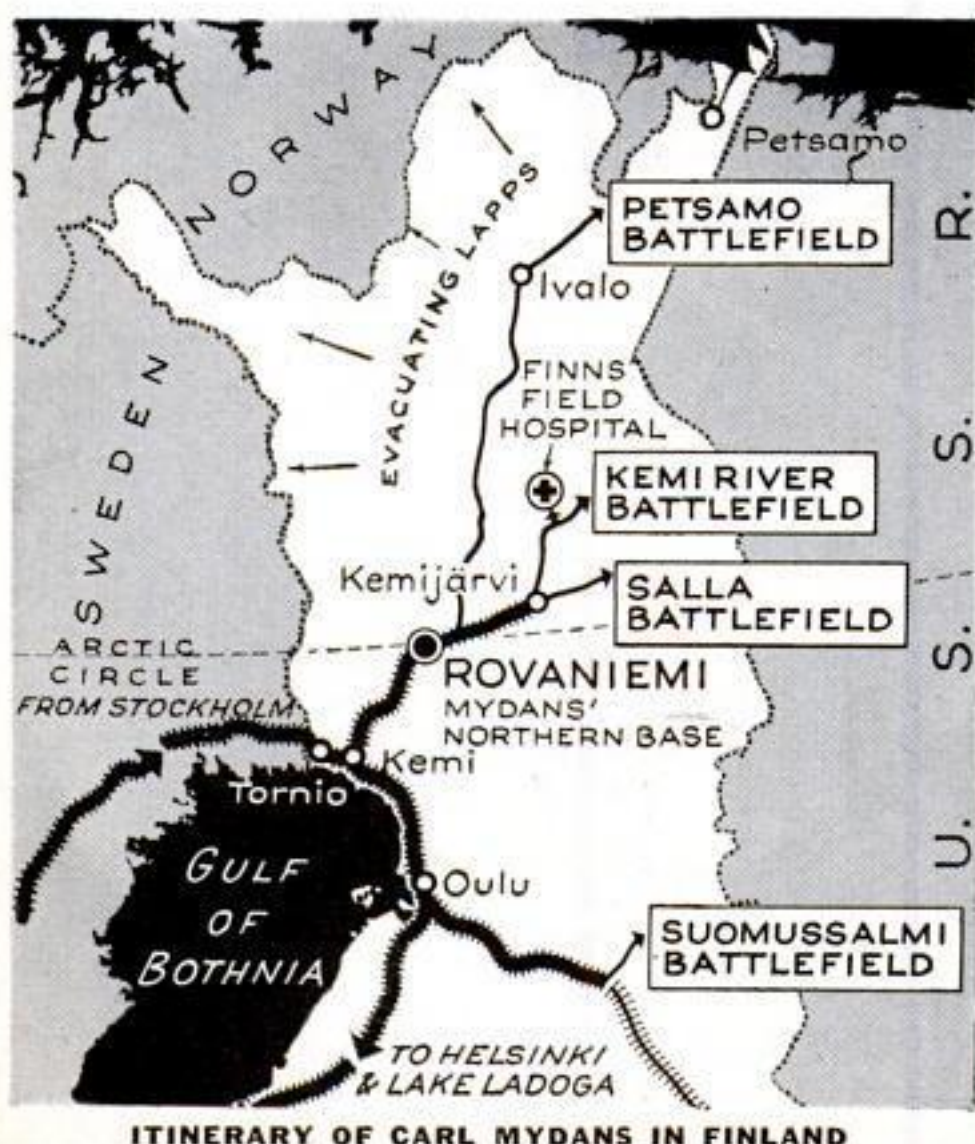 NORWAY
Petsamo
PETSAMO
BATTLEFIELD
Ivalo
EVACUATING LAPPS
FINNS
FIELD
HOSPITAL
KEMI RIVER
BATTLEFIELD
SWEDEN
Kemijärvi
SALLA
BATTLEFIELD
U. S. S. R.
ARCTIC
CIRCLE
FROM STOCKHOLM
ROVANIEMI
MYDANS'
NORTHERN BASE
Kemi
Tornio
GULF
OF
BOTHNIA
Oulu
SUOMUSSALMI
BATTLEFIELD
TO HELSINKI
& LAKE LADOGA
ITINERARY OF CARL MYDANS IN FINLAND